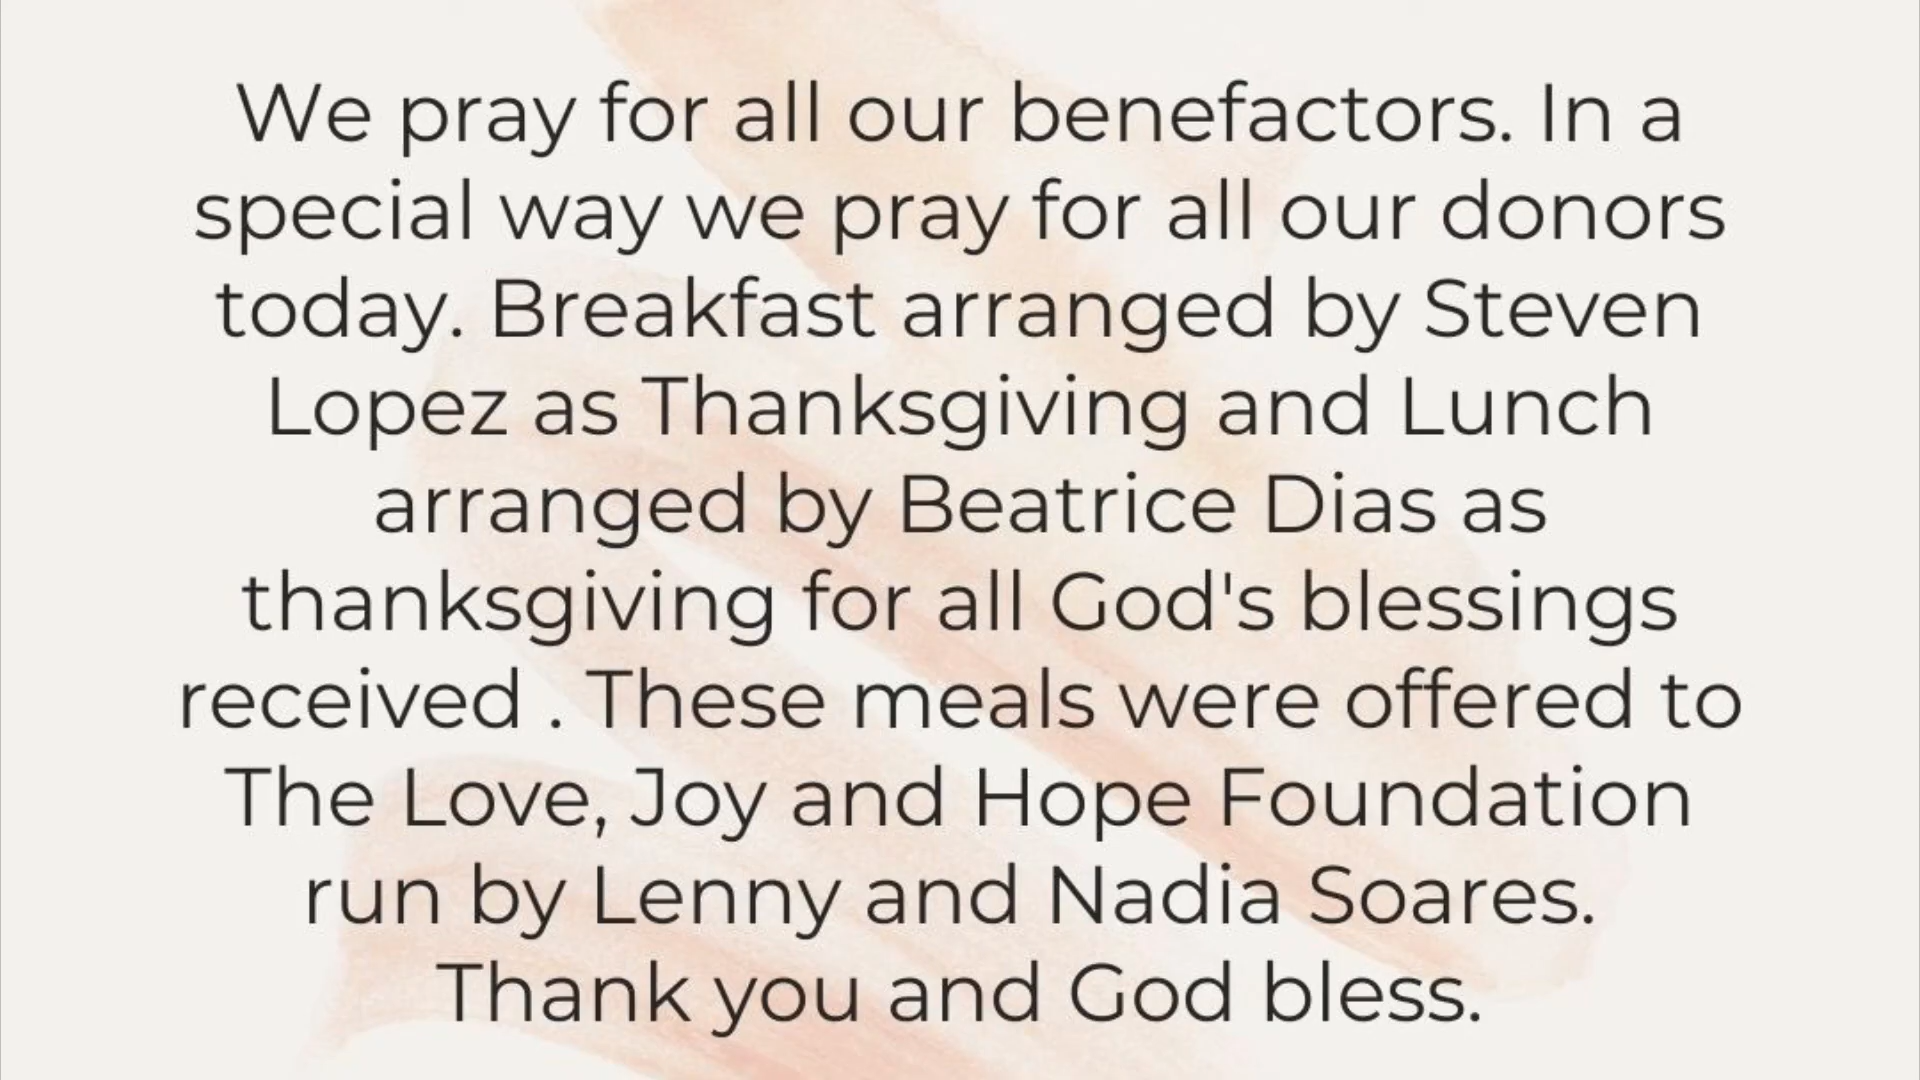 We pray for all our benefactors. In a
special way we pray for all our donors
today. Breakfast arranged by Steven
Lopez as Thanksgiving and Lunch
arranged by Beatrice Dias as
thanksgiving for all God's blessings
received . These meals were offered to
The Love, Joy and Hope Foundation
run by Lenny and Nadia Soares.
Thank you and God bless.